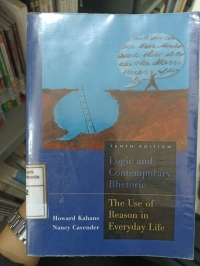 TENTH EDITION
Logic and
Contemporary
Rhetoric
The Use of
Reason in
Everyday Life
Howard Kahane
Nancy Cavender